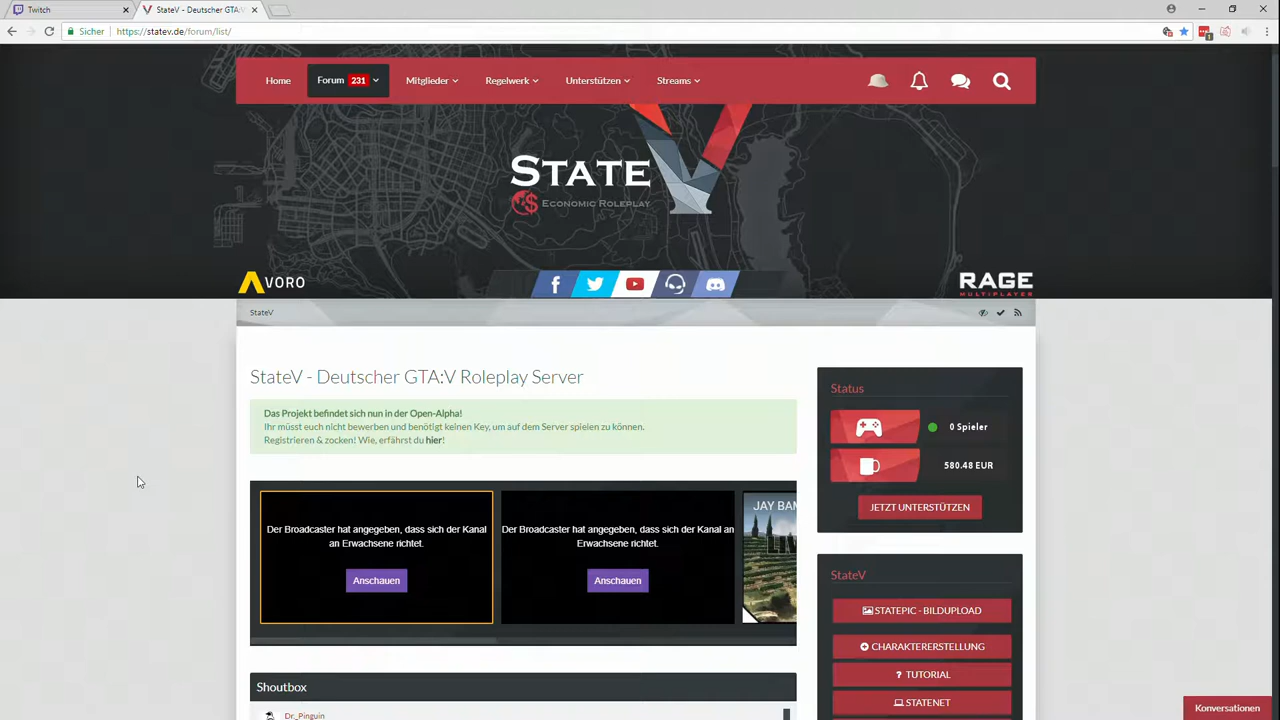 Twitch
StateV - Deutscher GTA:V
Sicher
https://statev.de/forum/list/
1
Home
Forum 231
Mitglieder
Regelwerk
Unterstützen
Streams
STATE V
ECONOMIC ROLEPLAY
AVORO
RAGE
MULTIPLAYER
StateV
StateV - Deutscher GTA:V Roleplay Server
Das Projekt befindet sich nun in der Open-Alpha!
Ihr müsst euch nicht bewerben und benötigt keinen Key, um auf dem Server spielen zu können.
Registrieren & zocken! Wie, erfährst du hier!
Status
0 Spieler
580.48 EUR
JETZT UNTERSTÜTZEN
Der Broadcaster hat angegeben, dass sich der Kanal
an Erwachsene richtet.
Anschauen
Der Broadcaster hat angegeben, dass sich der Kanal an
Erwachsene richtet.
Anschauen
JAY BAN
StateV
STATEPIC - BILDUPLOAD
CHARAKTERERSTELLUNG
? TUTORIAL
STATENET
Shoutbox
Dr_Pinguin
Konversationen